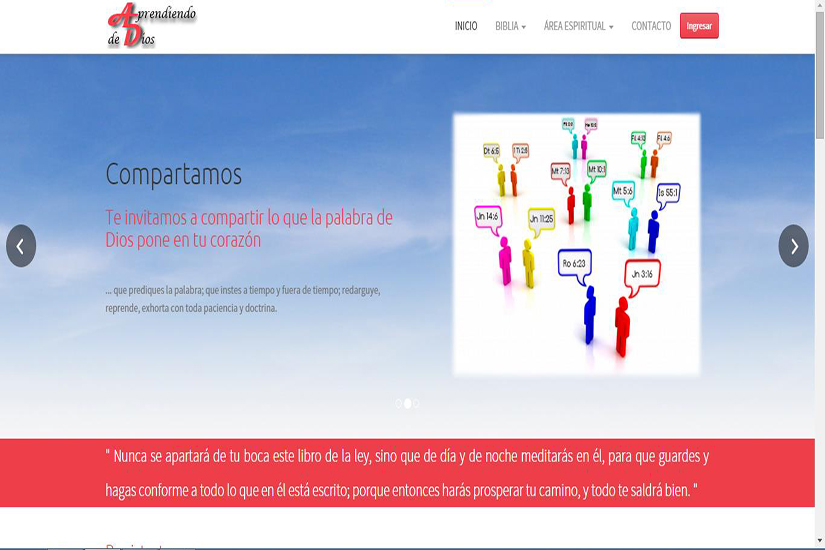 Aprendiendo
de Dios
INICIO BIBLIA ÁREA ESPIRITUAL CONTACTO Ingresar
Compartamos
Te invitamos a compartir lo que la palabra de
Dios pone en tu corazón
... que prediques la palabra; que instes a tiempo y fuera de tiempo; redarguye,
reprende, exhorta con toda paciencia y doctrina.
Dt 6:5
1 Ti 2:5
Fil 4:13
Fil 4:6
Mt 7:13
Mt 10:1
Mt 5:6
Is 55:1
Jn 14:6
Jn 11:25
Ro 6:23
Jn 3:16
" Nunca se apartará de tu boca este libro de la ley, sino que de día y de noche meditarás en él, para que guardes y
hagas conforme a todo lo que en él está escrito; porque entonces harás prosperar tu camino, y todo te saldrá bien. "